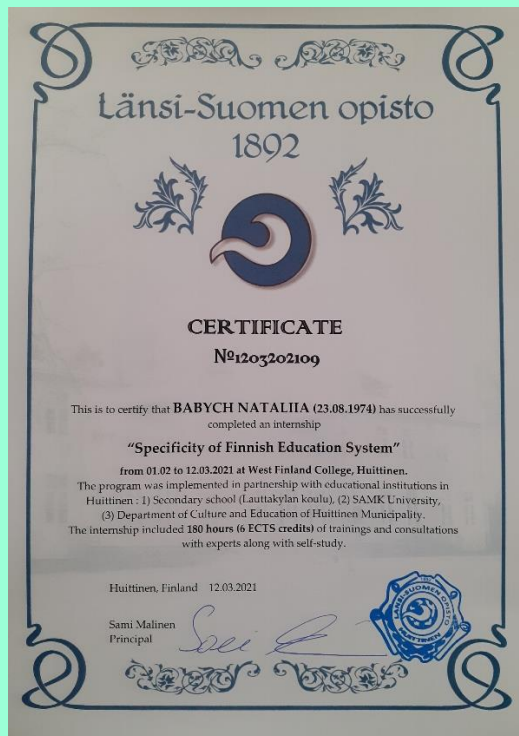 Länsi-Suomen opisto
1892
CERTIFICATE
№1203202109
This is to certify that BABYCH NATALIIA (23.08.1974) has successfully
completed an internship
“Specificity of Finnish Education System”
from 01.02 to 12.03.2021 at West Finland College, Huittinen.
The program was implemented in partnership with educational institutions in
Huittinen : 1) Secondary school (Lauttakylan koulu), (2) SAMK University,
(3) Department of Culture and Education of Huittinen Municipality.
The internship included 180 hours (6 ECTS credits) of trainings and consultations
with experts along with self-study.
Huittinen, Finland 12.03.2021
Sami Malinen
Principal
LÄNSI-SUOMEN OPISTO
HUITTINEN